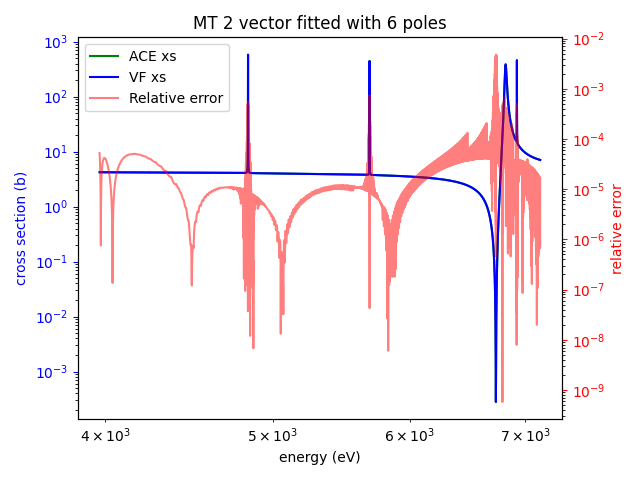 MT 2 vector fitted with 6 poles
ACE xs
VF xs
Relative error
10³
10²
10¹
10⁰
10⁻¹
10⁻²
10⁻³
cross section (b)
10⁻²
10⁻³
10⁻⁴
10⁻⁵
10⁻⁶
10⁻⁷
10⁻⁸
10⁻⁹
relative error
4 × 10³
5 × 10³
6 × 10³
7 × 10³
energy (eV)